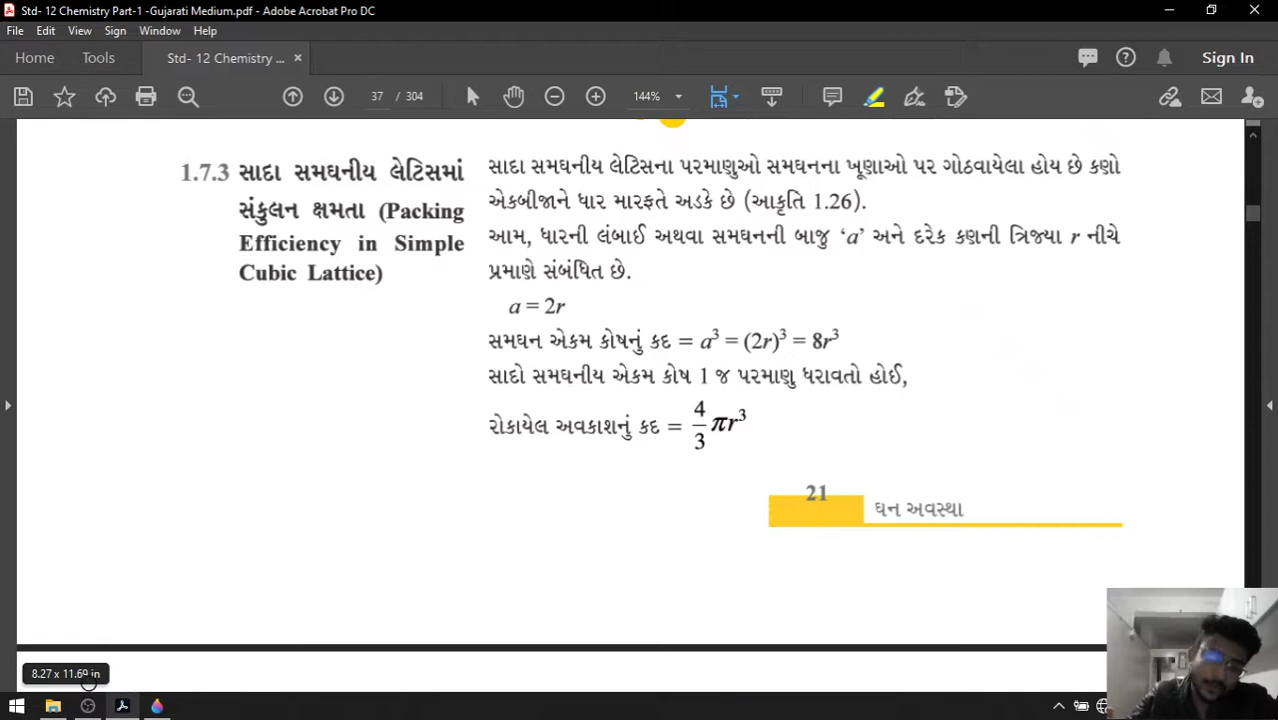 Std- 12 Chemistry Part-1 -Gujarati Medium.pdf - Adobe Acrobat Pro DC
File Edit View Sign Window Help
Home Tools Std- 12 Chemistry ... × Sign In
37 / 304 144%
1.7.3 સાદા સમઘનીય લેટિસમાં
સંકુલન ક્ષમતા (Packing
Efficiency in Simple
Cubic Lattice)
સાદા સમઘનીય લેટિસના પરમાણુઓ સમઘનના ખૂણાઓ પર ગોઠવાયેલા હોય છે કણો
એકબીજાને ધાર મારફતે અડકે છે (આકૃતિ 1.26).
આમ, ધારની લંબાઈ અથવા સમઘનની બાજુ ‘a’ અને દરેક કણની ત્રિજ્યા r નીચે
પ્રમાણે સંબંધિત છે.
a = 2r
સમઘન એકમ કોષનું કદ = a³ = (2r)³ = 8r³
સાદો સમઘનીય એકમ કોષ 1 જ પરમાણુ ધરાવતો હોઈ,
રોકાયેલ અવકાશનું કદ = 4/3 πr³
21 ઘન અવસ્થા
8.27 x 11.69 in